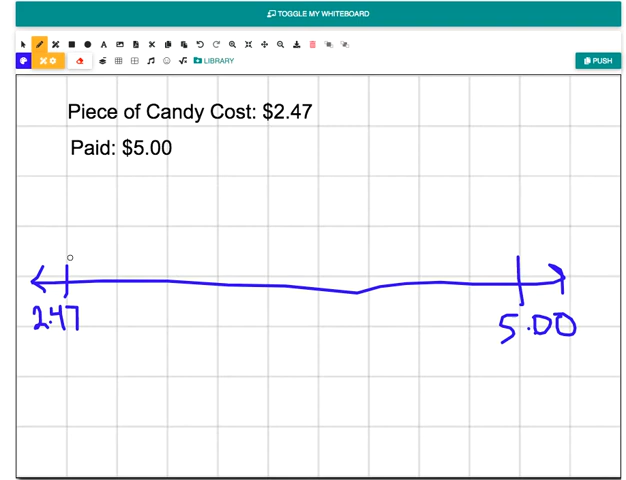 TOGGLE MY WHITEBOARD
LIBRARY
PUSH
Piece of Candy Cost: $2.47
Paid: $5.00
2.47
5.00